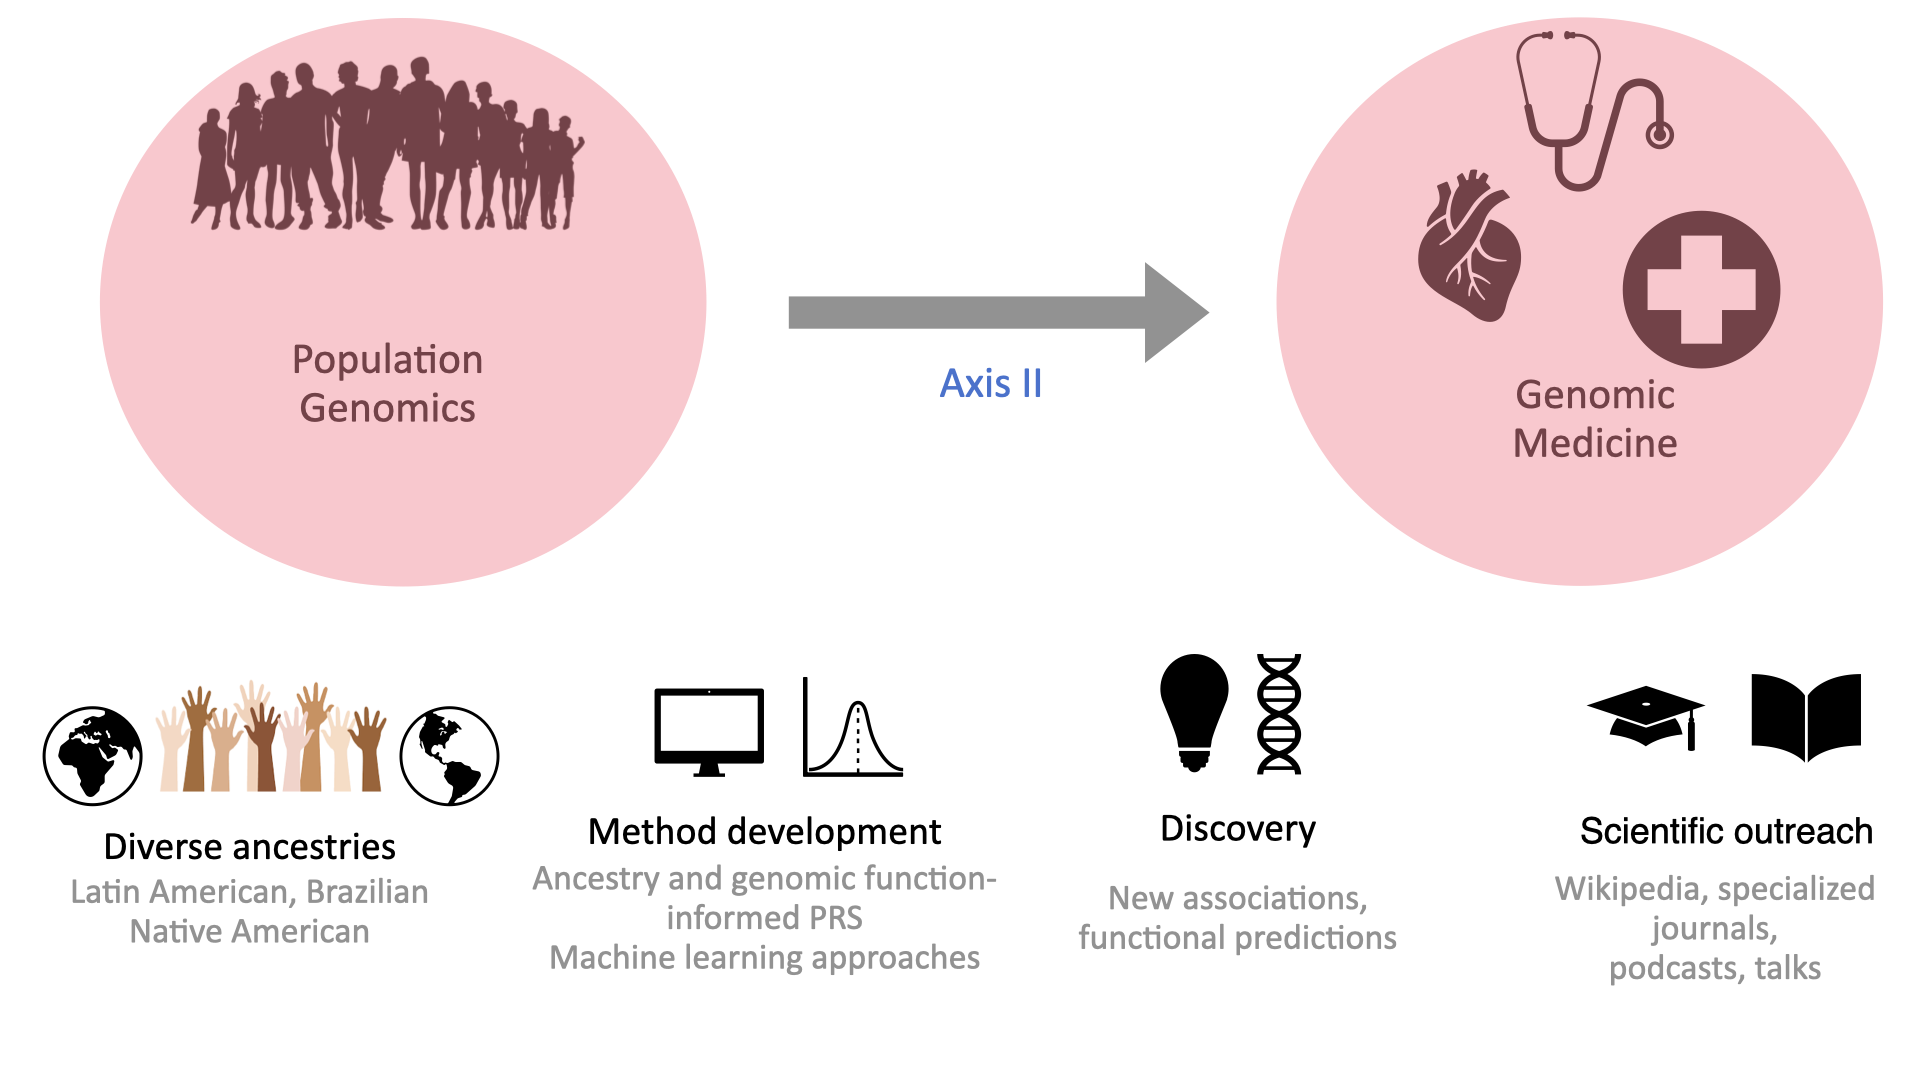 Population
Genomics
Axis II
Genomic
Medicine
Diverse ancestries
Latin American, Brazilian
Native American
Method development
Ancestry and genomic function-
informed PRS
Machine learning approaches
Discovery
New associations,
functional predictions
Scientific outreach
Wikipedia, specialized
journals,
podcasts, talks